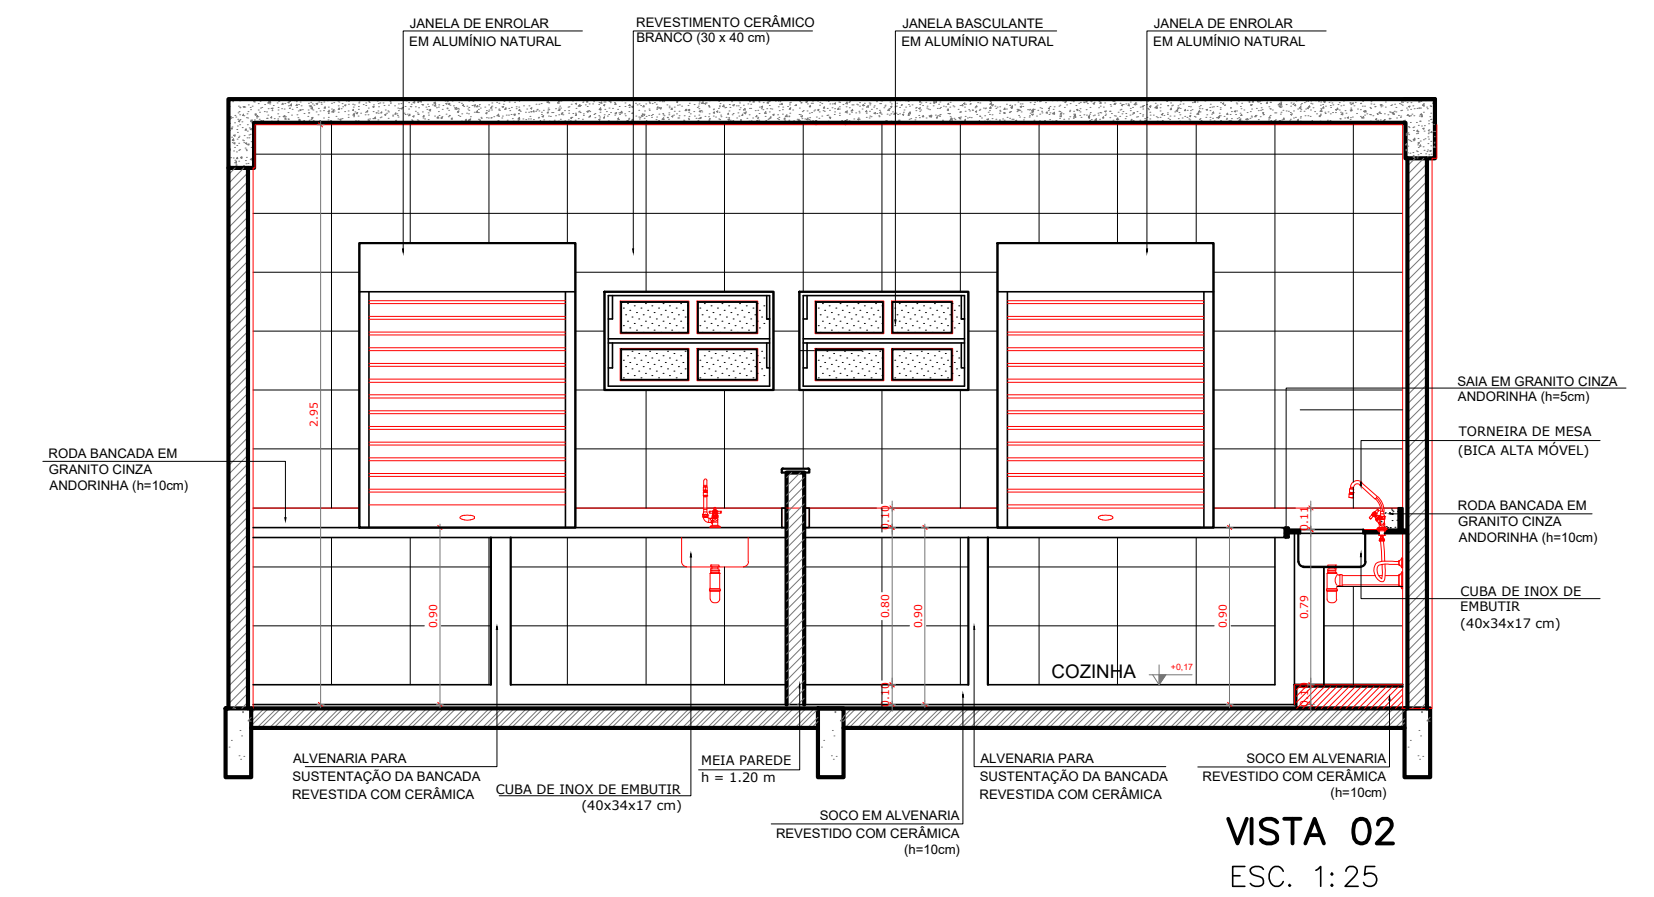 JANELA DE ENROLAR
EM ALUMÍNIO NATURAL
REVESTIMENTO CERÂMICO
BRANCO (30 x 40 cm)
JANELA BASCULANTE
EM ALUMÍNIO NATURAL
JANELA DE ENROLAR
EM ALUMÍNIO NATURAL
SAIA EM GRANITO CINZA
ANDORINHA (h=5cm)
2.95
TORNEIRA DE MESA
(BICA ALTA MÓVEL)
RODA BANCADA EM
GRANITO CINZA
ANDORINHA (h=10cm)
RODA BANCADA EM
GRANITO CINZA
ANDORINHA (h=10cm)
0.10
0.11
0.90
0.80
0.90
0.90
0.79
CUBA DE INOX DE
EMBUTIR
(40x34x17 cm)
COZINHA
+0,17
0.10
ALVENARIA PARA
SUSTENTAÇÃO DA BANCADA
REVESTIDA COM CERÂMICA
CUBA DE INOX DE EMBUTIR
(40x34x17 cm)
MEIA PAREDE
h = 1.20 m
SOCO EM ALVENARIA
REVESTIDO COM CERÂMICA
(h=10cm)
ALVENARIA PARA
SUSTENTAÇÃO DA BANCADA
REVESTIDA COM CERÂMICA
SOCO EM ALVENARIA
REVESTIDO COM CERÂMICA
(h=10cm)
VISTA 02
ESC. 1:25